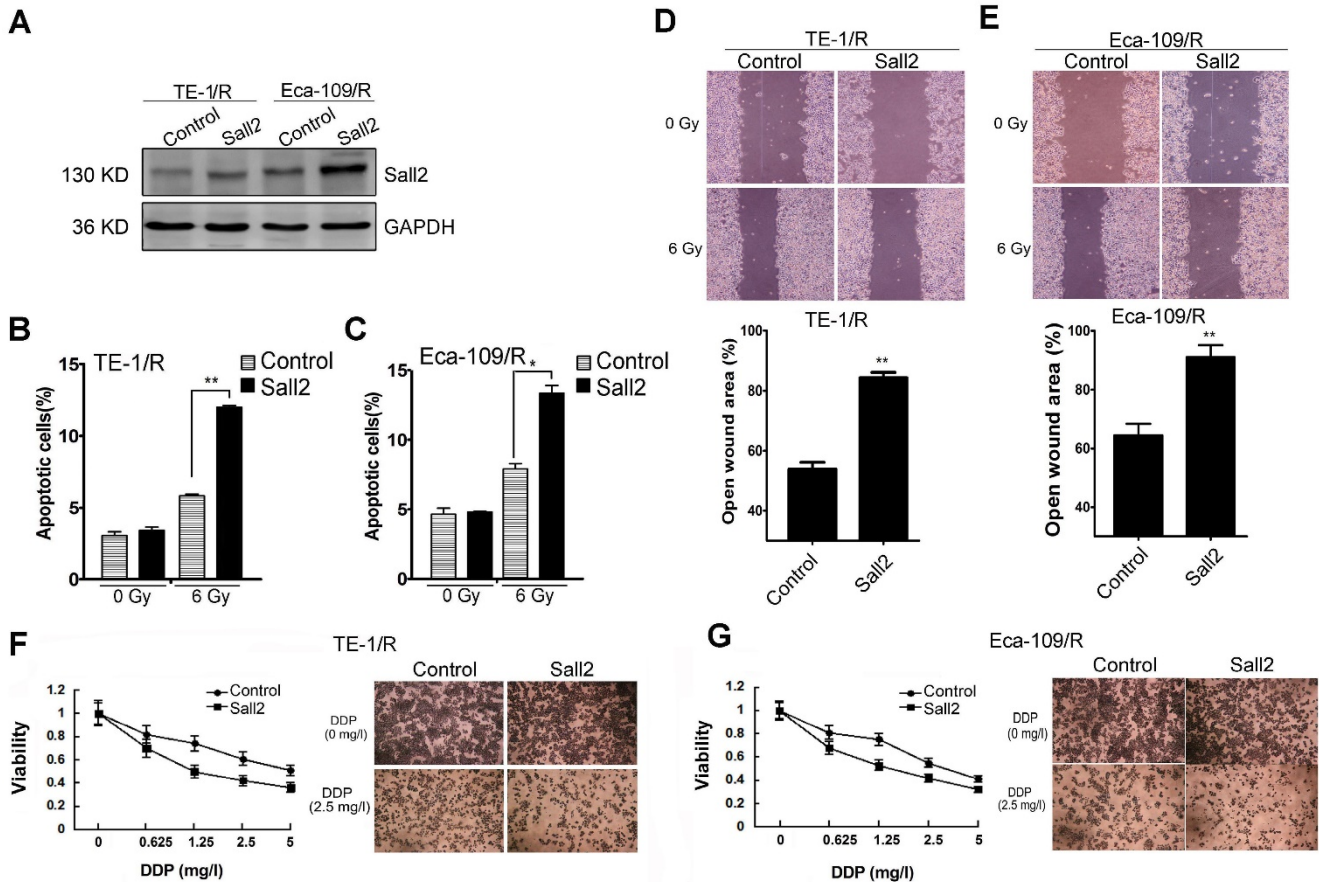 A
TE-1/R Eca-109/R
Control Sall2 Control Sall2
130 KD Sall2
36 KD GAPDH
B
TE-1/R
Control
Sall2
Apoptotic cells(%)
15
10
5
0
**
0 Gy 6 Gy
C
Eca-109/R
Control
Sall2
Apoptotic cells(%)
15
10
5
0
*
0 Gy 6 Gy
D
TE-1/R
Control Sall2
0 Gy
6 Gy
TE-1/R
Open wound area (%)
100
80
60
40
**
Control Sall2
E
Eca-109/R
Control Sall2
0 Gy
6 Gy
Eca-109/R
Open wound area (%)
100
80
60
40
**
Control Sall2
F
TE-1/R
Viability
1.2
1
0.8
0.6
0.4
0.2
0
Control
Sall2
0 0.625 1.25 2.5 5
DDP (mg/l)
Control Sall2
DDP
(0 mg/l)
DDP
(2.5 mg/l)
G
Eca-109/R
Viability
1.2
1
0.8
0.6
0.4
0.2
0
Control
Sall2
0 0.625 1.25 2.5 5
DDP (mg/l)
Control Sall2
DDP
(0 mg/l)
DDP
(2.5 mg/l)